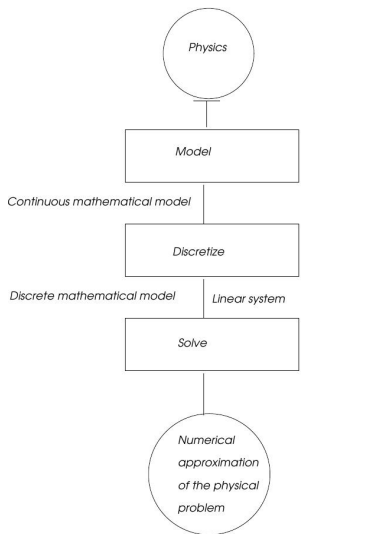 Physics
Model
Continuous mathematical model
Discretize
Discrete mathematical model
Linear system
Solve
Numerical
approximation
of the physical
problem